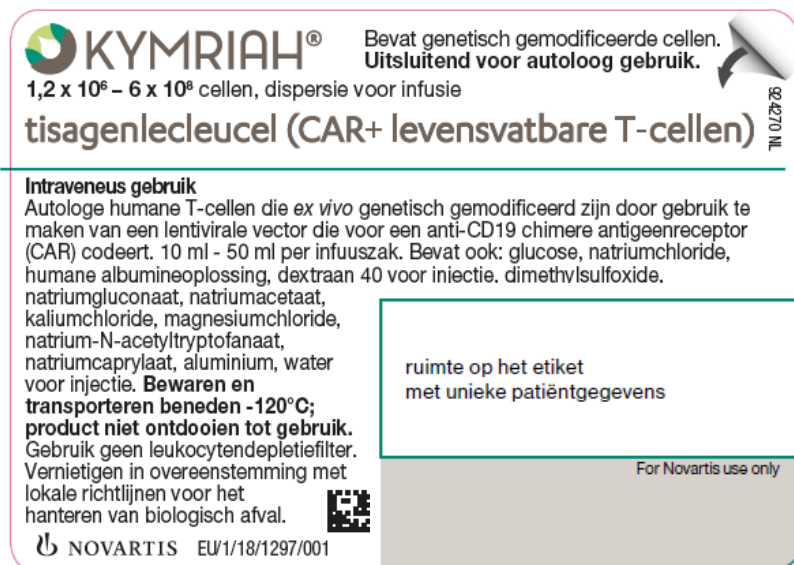 KYMRIAH®
Bevat genetisch gemodificeerde cellen.
Uitsluitend voor autoloog gebruik.
1,2 x 10⁶ – 6 x 10⁸ cellen, dispersie voor infusie
tisagenlecleucel (CAR+ levensvatbare T-cellen)
924270 NL
Intraveneus gebruik
Autologe humane T-cellen die ex vivo genetisch gemodificeerd zijn door gebruik te
maken van een lentivirale vector die voor een anti-CD19 chimere antigeenreceptor
(CAR) codeert. 10 ml - 50 ml per infuuszak. Bevat ook: glucose, natriumchloride,
humane albumineoplossing, dextraan 40 voor injectie, dimethylsulfoxide,
natriumgluconaat, natriumacetaat,
kaliumchloride, magnesiumchloride,
natrium-N-acetyltryptofanaat,
natriumcaprylaat, aluminium, water
voor injectie. Bewaren en
transporteren beneden -120°C;
product niet ontdooien tot gebruik.
Gebruik geen leukocytendepletiefilter.
Vernietigen in overeenstemming met
lokale richtlijnen voor het
hanteren van biologisch afval.
ruimte op het etiket
met unieke patiëntgegevens
For Novartis use only
NOVARTIS EU/1/18/1297/001